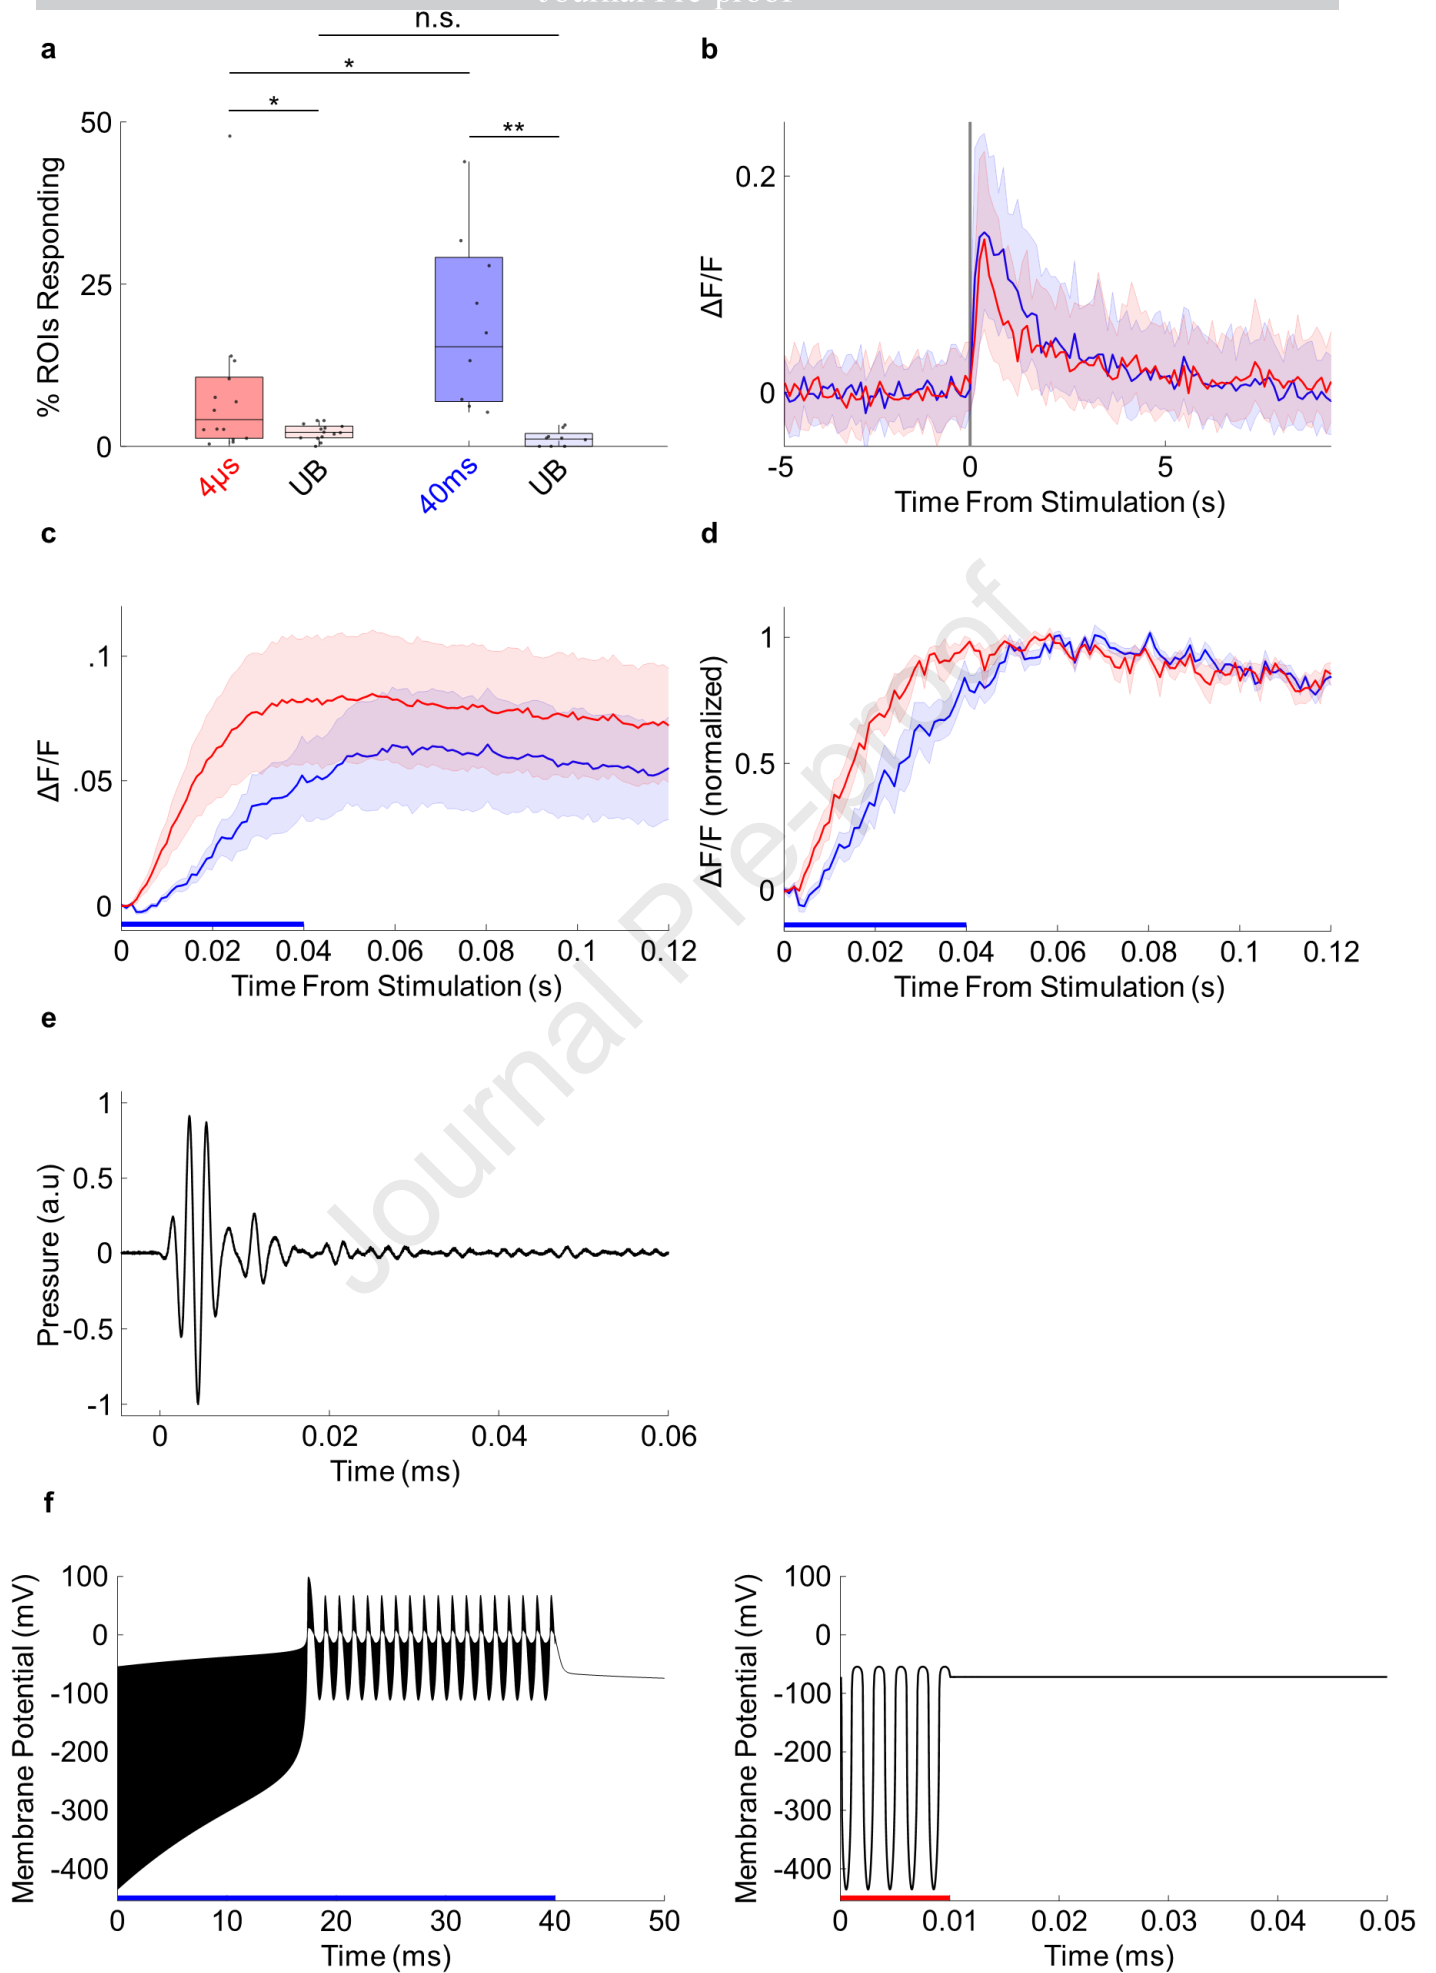 Journal Pre-proof
n.s.
a
b
*
*
**
50
25
0
% ROIs Responding
4µs
UB
40ms
UB
0.2
0
ΔF/F
-5
0
5
Time From Stimulation (s)
c
d
.1
.05
0
ΔF/F
0
0.02
0.04
0.06
0.08
0.1
0.12
Time From Stimulation (s)
1
0.5
0
ΔF/F (normalized)
0
0.02
0.04
0.06
0.08
0.1
0.12
Time From Stimulation (s)
Journal Pre-proof
e
1
0.5
0
-0.5
-1
Pressure (a.u)
0
0.02
0.04
0.06
Time (ms)
f
100
0
-100
-200
-300
-400
Membrane Potential (mV)
0
10
20
30
40
50
Time (ms)
100
0
-100
-200
-300
-400
Membrane Potential (mV)
0
0.01
0.02
0.03
0.04
0.05
Time (ms)